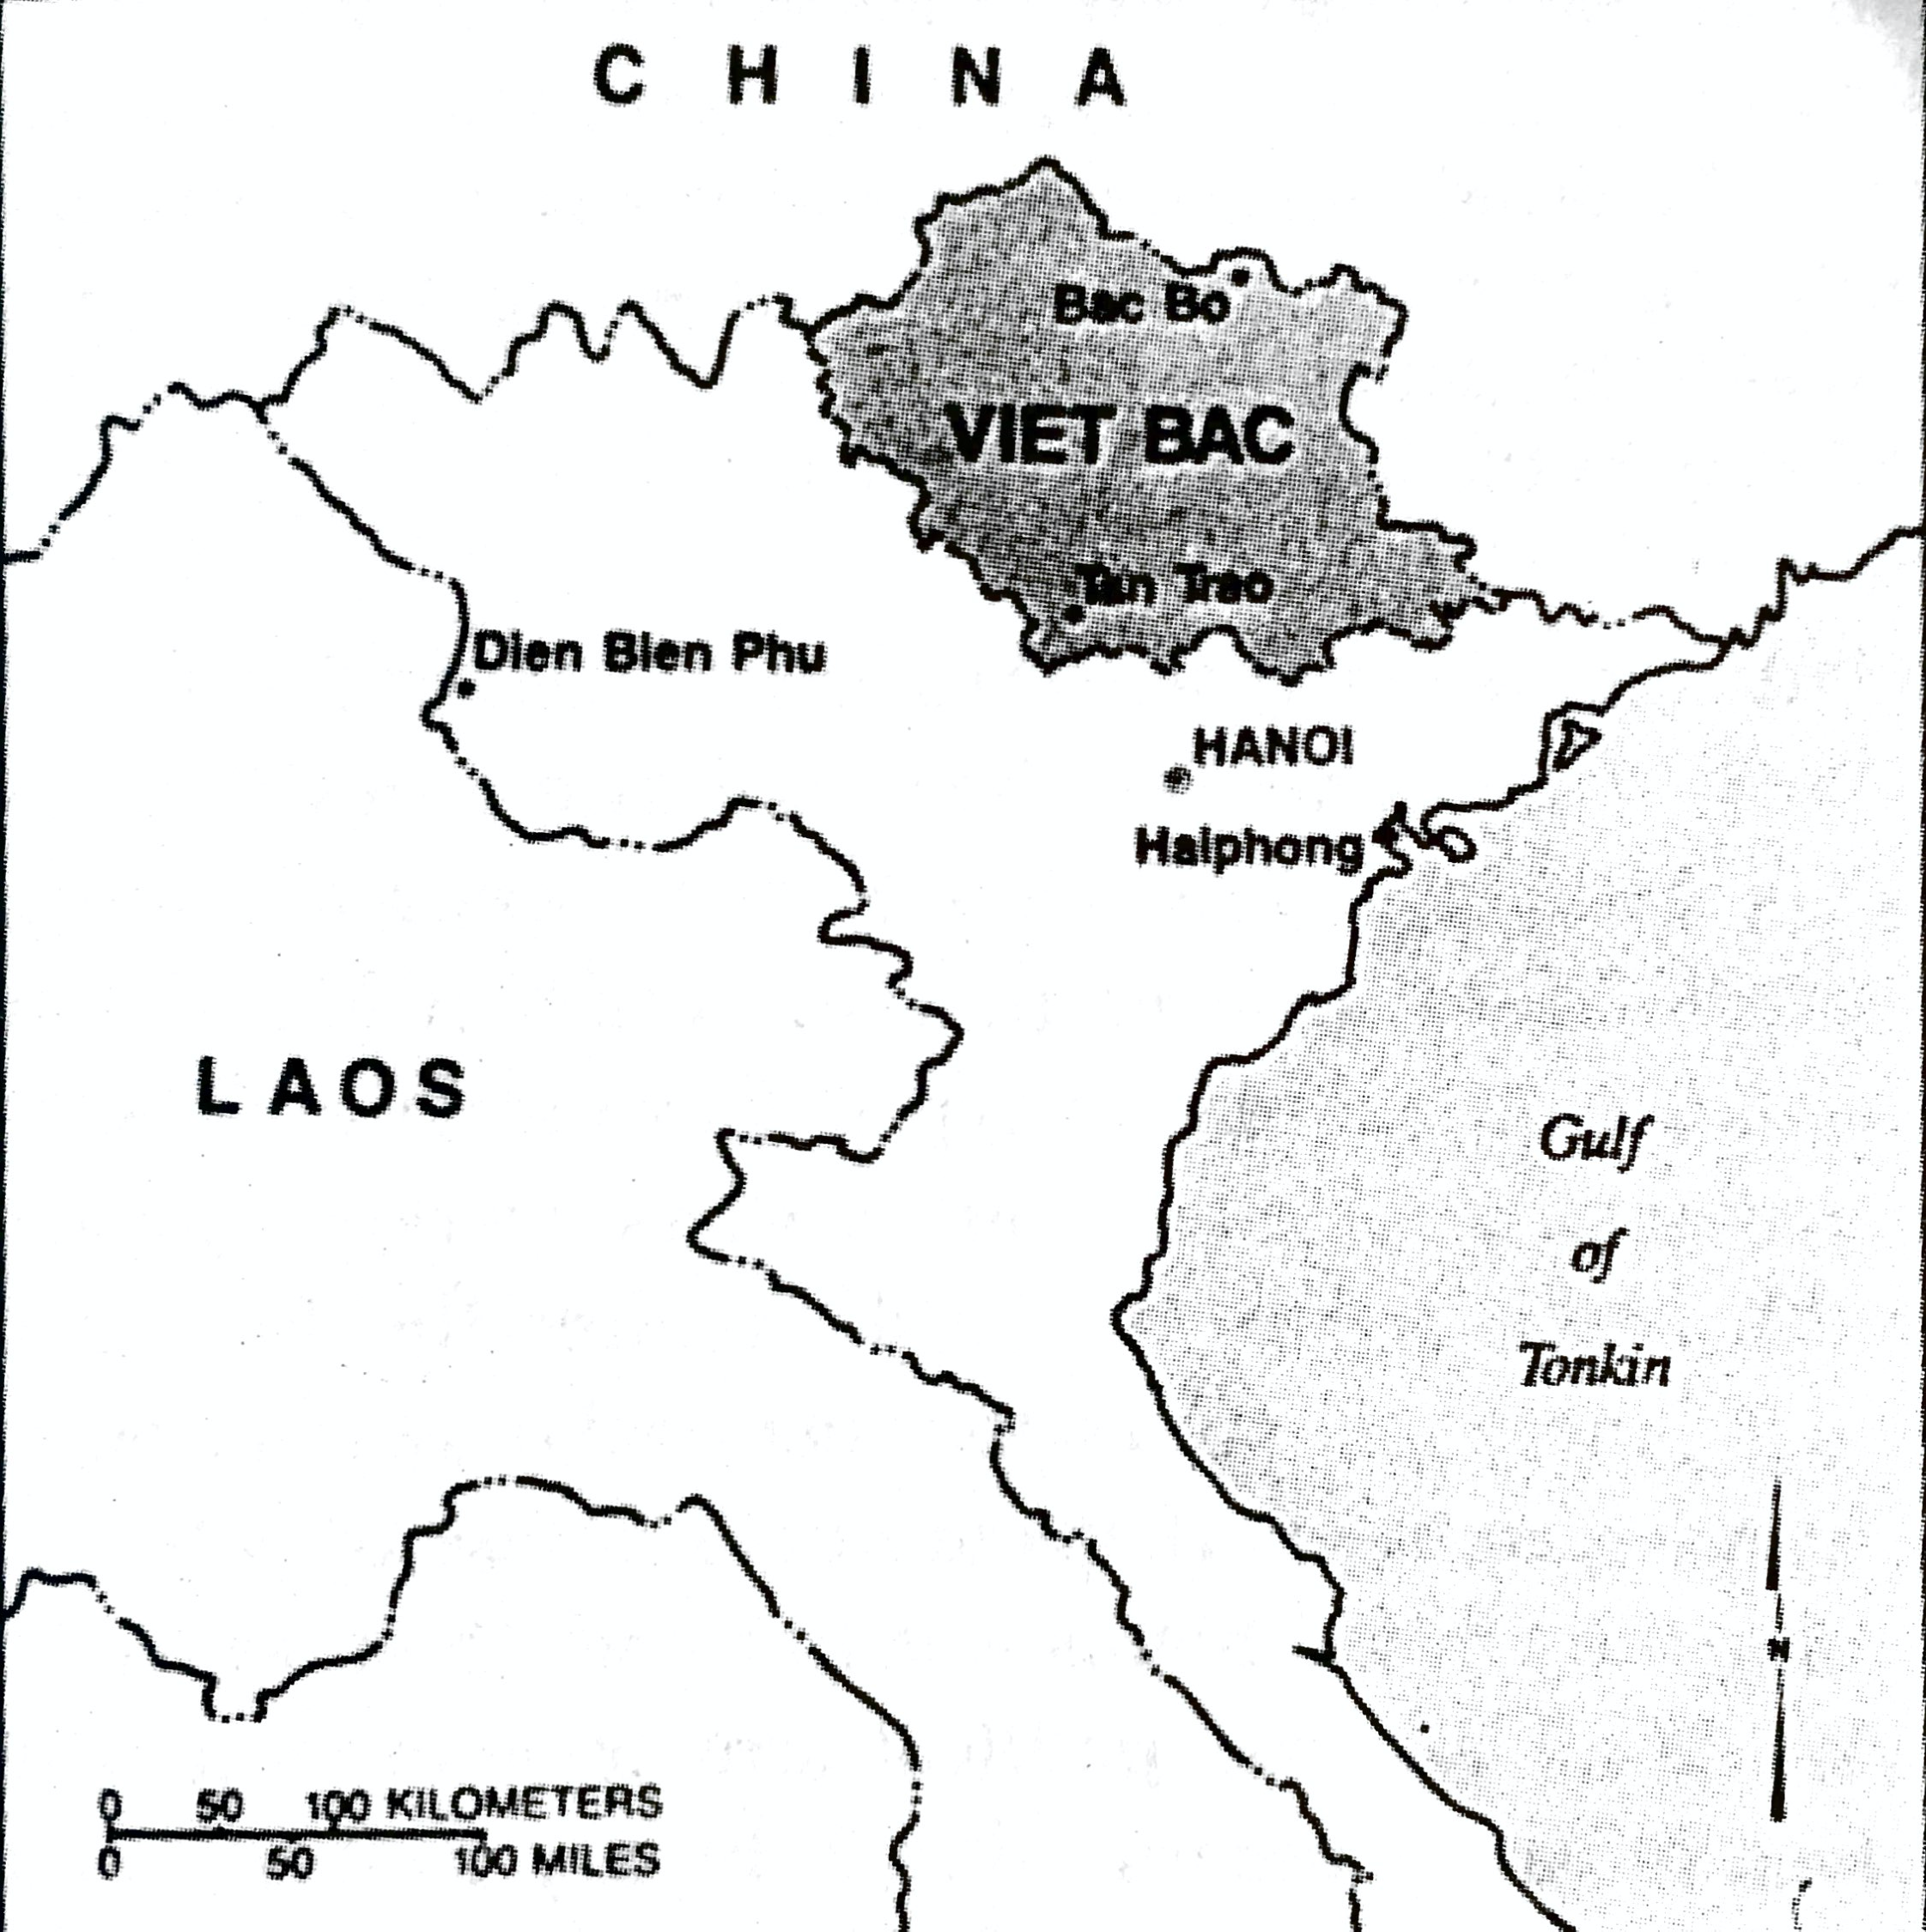 CHINA
Bac Bo
VIET BAC
Tan Trao
Dien Bien Phu
HANOI
Haiphong
LAOS
Gulf
of
Tonkin
N
0 50 100 KILOMETERS
0 50 100 MILES